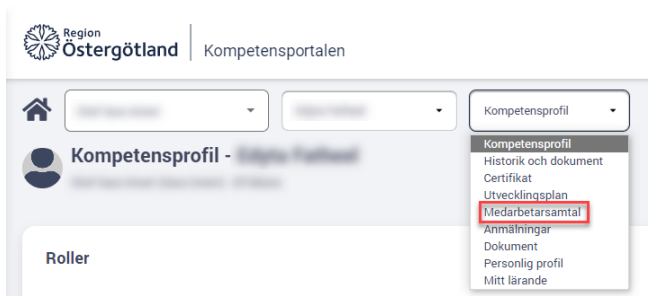 Region
Östergötland
Kompetensportalen
Kompetensprofil
Kompetensprofil -
Kompetensprofil
Historik och dokument
Certifikat
Utvecklingsplan
Medarbetarsamtal
Anmälningar
Dokument
Personlig profil
Mitt lärande
Roller